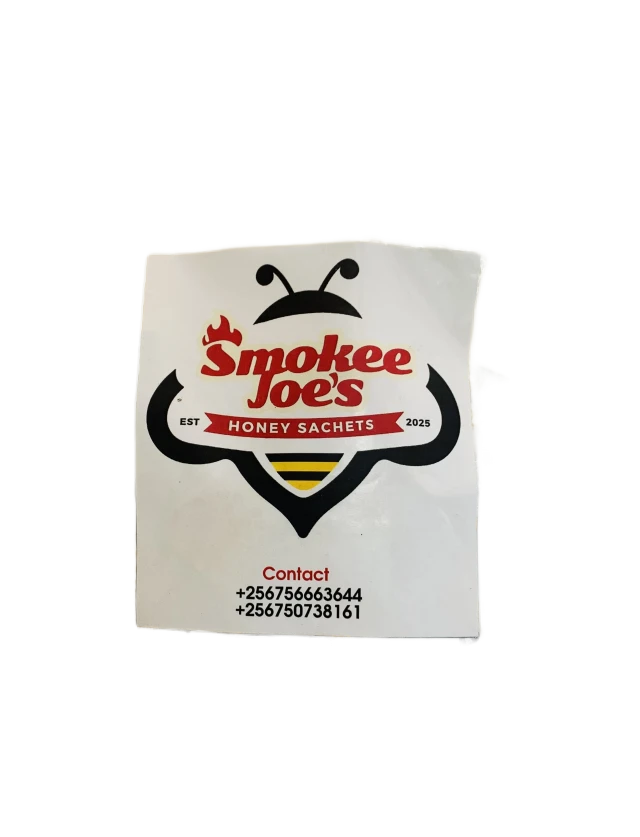 Smokee
Joe's
EST HONEY SACHETS 2025
Contact
+256756663644
+256750738161